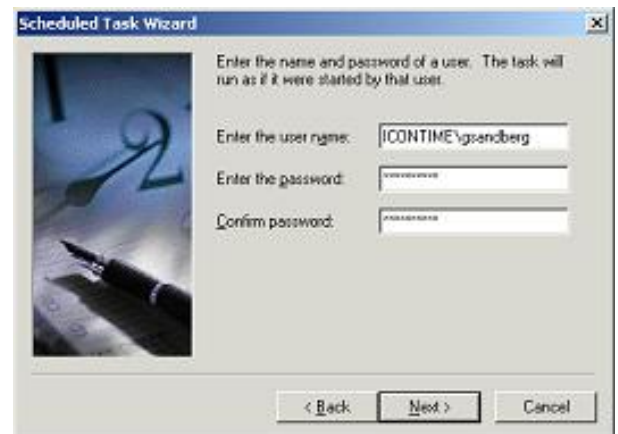 Scheduled Task Wizard
Enter the name and password of a user. The task will
run as if it were started by that user.
Enter the user name: ICONTIME\gsandberg
Enter the password: **********
Confirm password: **********
2
< Back Next > Cancel